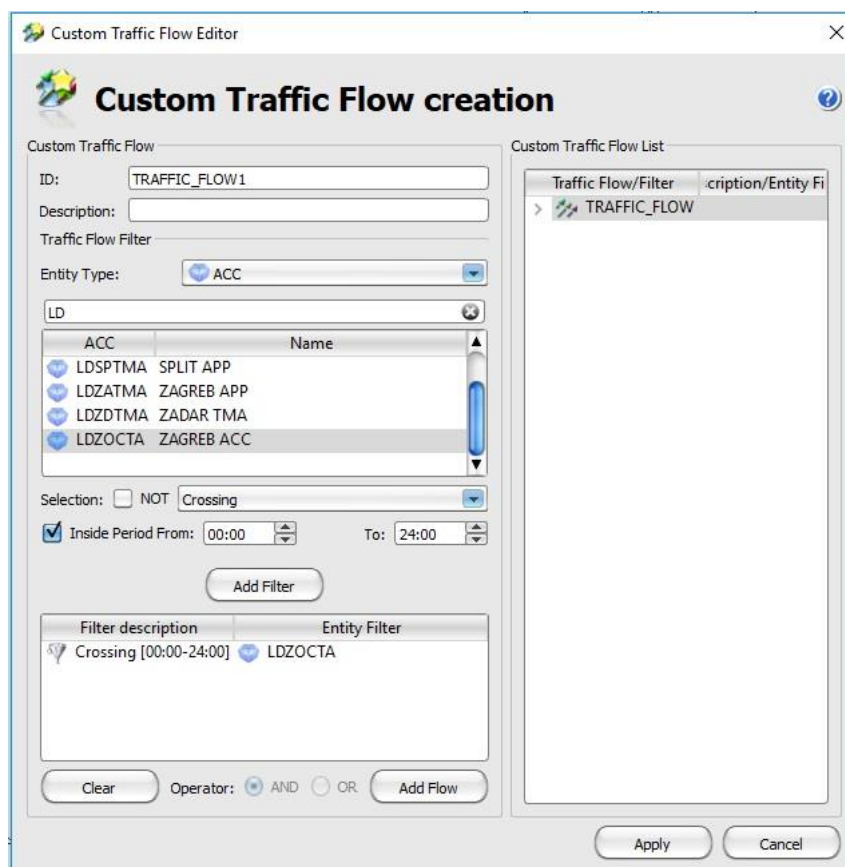 Custom Traffic Flow Editor
Custom Traffic Flow creation
Custom Traffic Flow
ID: TRAFFIC_FLOW1
Description:
Traffic Flow Filter
Entity Type: ACC
LD
ACC Name
LDSPTMA SPLIT APP
LDZATMA ZAGREB APP
LDZDTMA ZADAR TMA
LDZOCTA ZAGREB ACC
Selection: NOT Crossing
Inside Period From: 00:00 To: 24:00
Add Filter
Filter description Entity Filter
Crossing [00:00-24:00] LDZOCTA
Clear Operator: AND OR Add Flow
Custom Traffic Flow List
Traffic Flow/Filter :cription/Entity Fi
TRAFFIC_FLOW
Apply Cancel